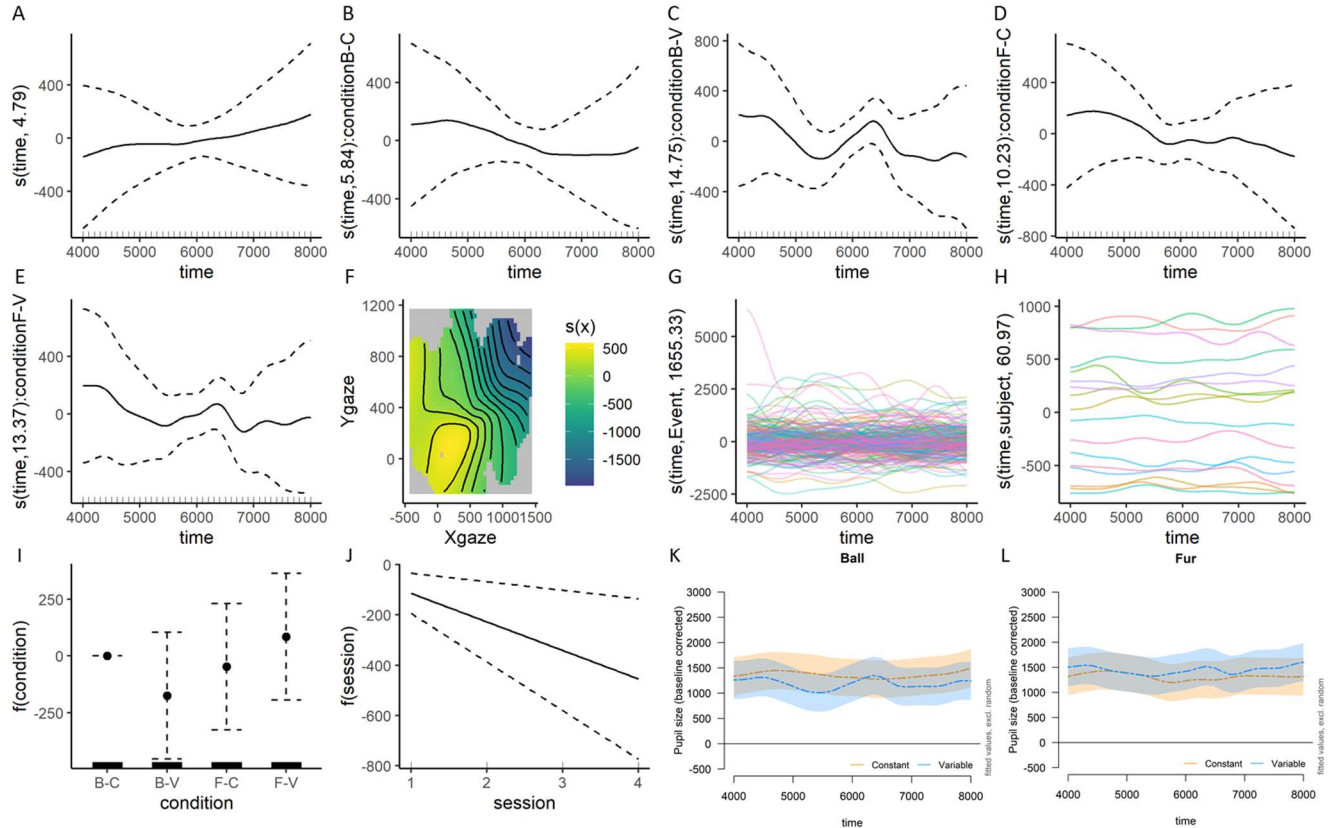 A
s(time, 4.79)
400
0
-400
4000 5000 6000 7000 8000
time
B
s(time,5.84):conditionB-C
400
0
-400
4000 5000 6000 7000 8000
time
C
s(time,14.75):conditionB-V
800
400
0
-400
4000 5000 6000 7000 8000
time
D
s(time,10.23):conditionF-C
400
0
-400
-800
4000 5000 6000 7000 8000
time
E
s(time,13.37):conditionF-V
400
0
-400
4000 5000 6000 7000 8000
time
F
Ygaze
1200
800
400
0
-500 0 500 1000 1500
Xgaze
s(x)
500
0
-500
-1000
-1500
G
s(time,Event, 1655.33)
5000
2500
0
-2500
4000 5000 6000 7000 8000
time
H
s(time,subject, 60.97)
1000
500
0
-500
4000 5000 6000 7000 8000
time
I
f(condition)
250
0
-250
B-C B-V F-C F-V
condition
J
f(session)
0
-200
-400
-600
-800
1 2 3 4
session
K
Ball
Pupil size (baseline corrected)
3000
2500
2000
1500
1000
500
0
-500
Constant Variable
fitted values, excl. random
4000 5000 6000 7000 8000
time
L
Fur
Pupil size (baseline corrected)
3000
2500
2000
1500
1000
500
0
-500
Constant Variable
fitted values, excl. random
4000 5000 6000 7000 8000
time